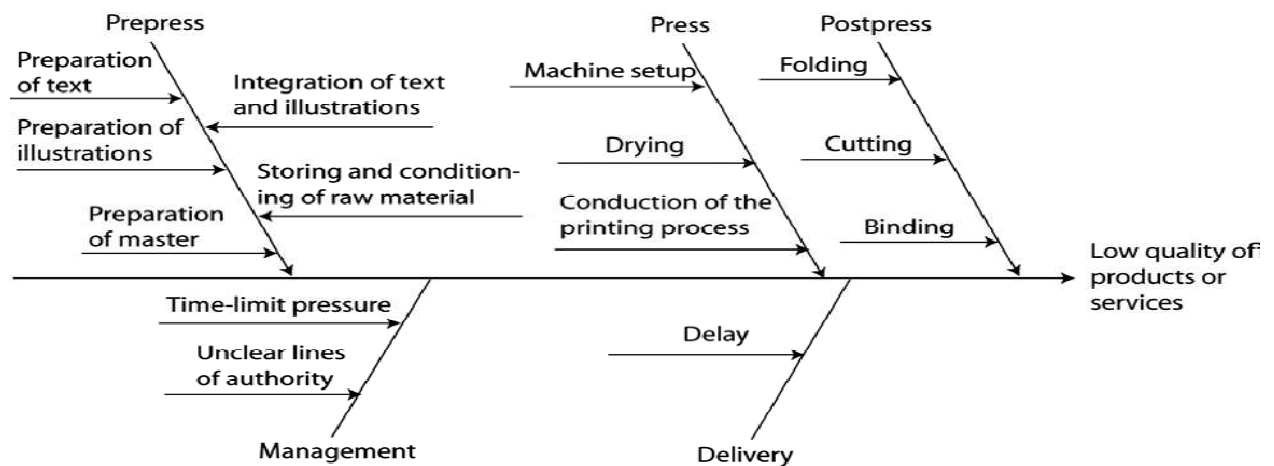 Prepress
Preparation
of text
Integration of text
and illustrations
Preparation of
illustrations
Storing and condition-
ing of raw material
Preparation
of master
Press
Machine setup
Drying
Conduction of the
printing process
Postpress
Folding
Cutting
Binding
Low quality of
products or
services
Time-limit pressure
Unclear lines
of authority
Management
Delay
Delivery